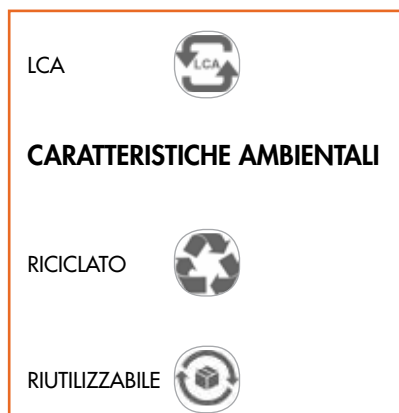 LCA
LCA
CARATTERISTICHE AMBIENTALI
RICICLATO
RIUTILIZZABILE